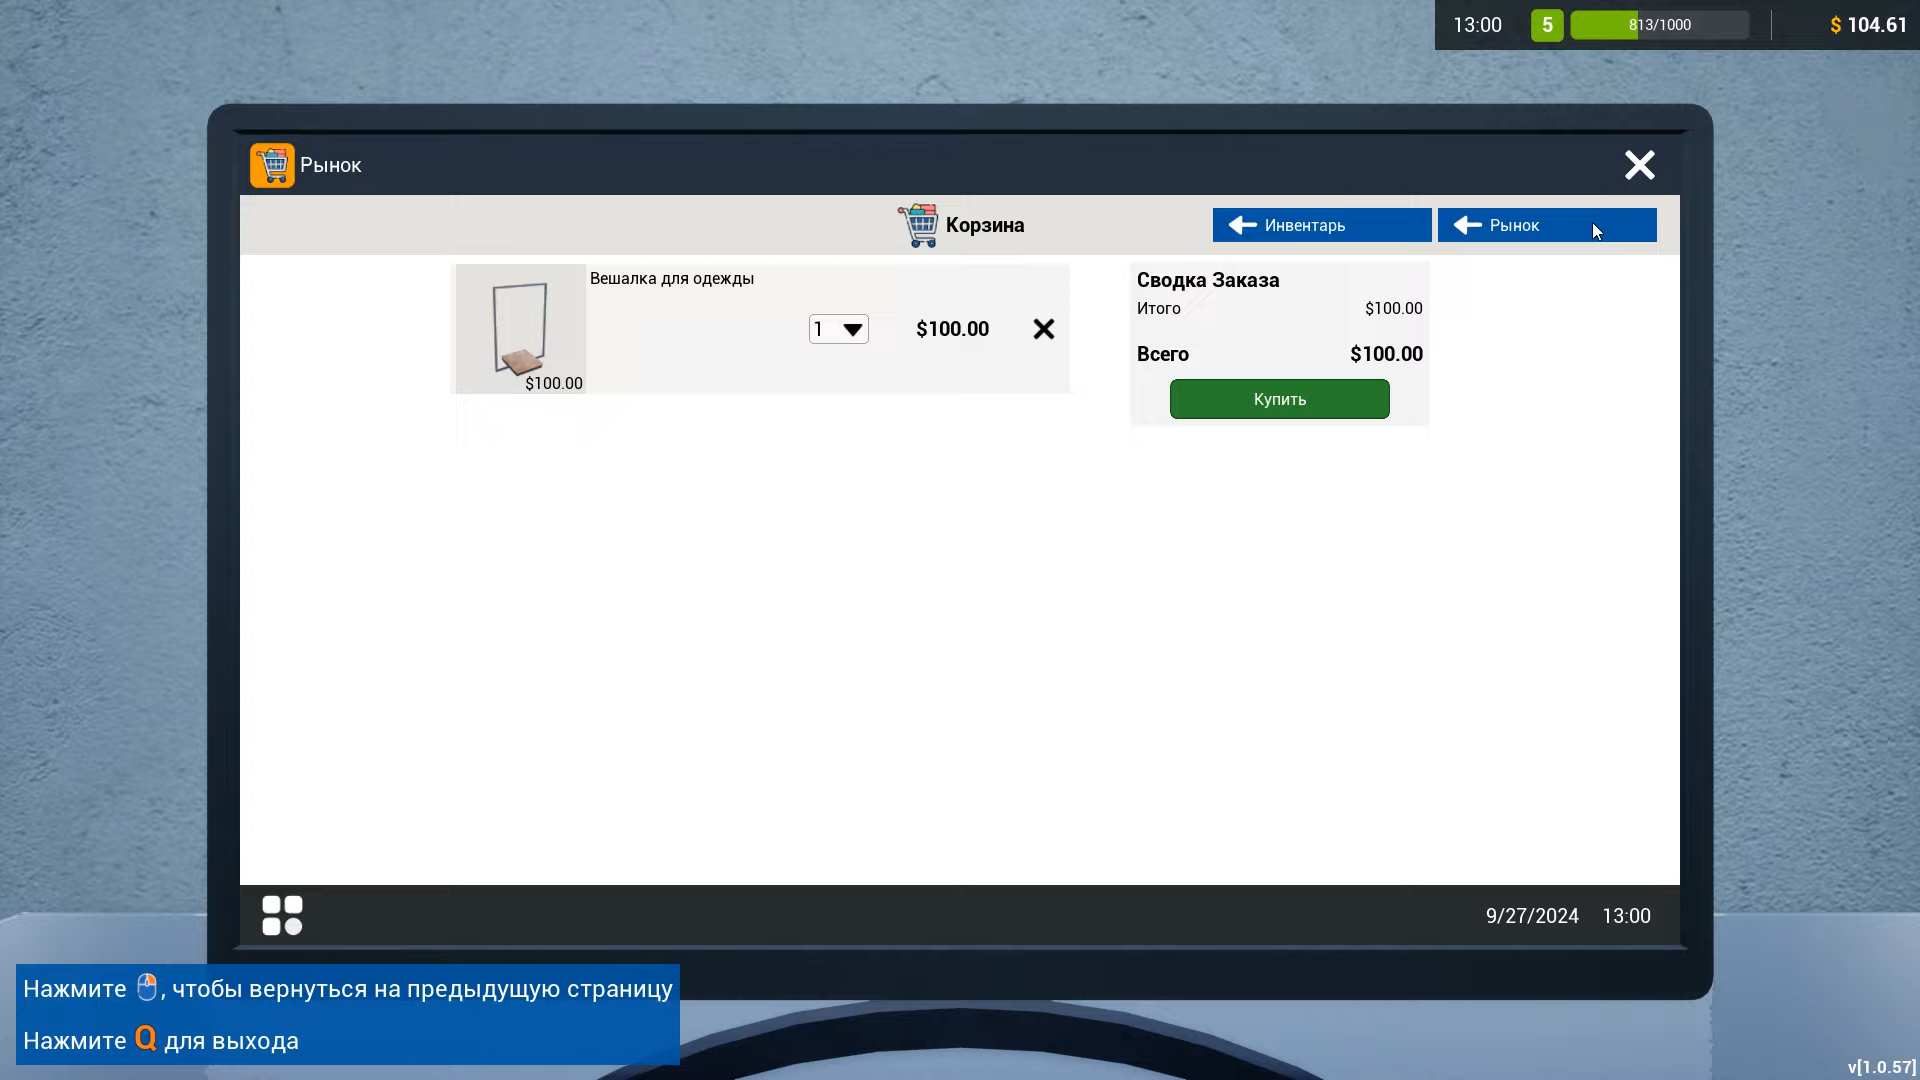 13:00 5 813/1000 $ 104.61
Рынок
Корзина
Инвентарь
Рынок
Вешалка для одежды
1
$100.00
$100.00
Сводка Заказа
Итого $100.00
Всего $100.00
Купить
9/27/2024 13:00
Нажмите , чтобы вернуться на предыдущую страницу
Нажмите Q для выхода
v[1.0.57]